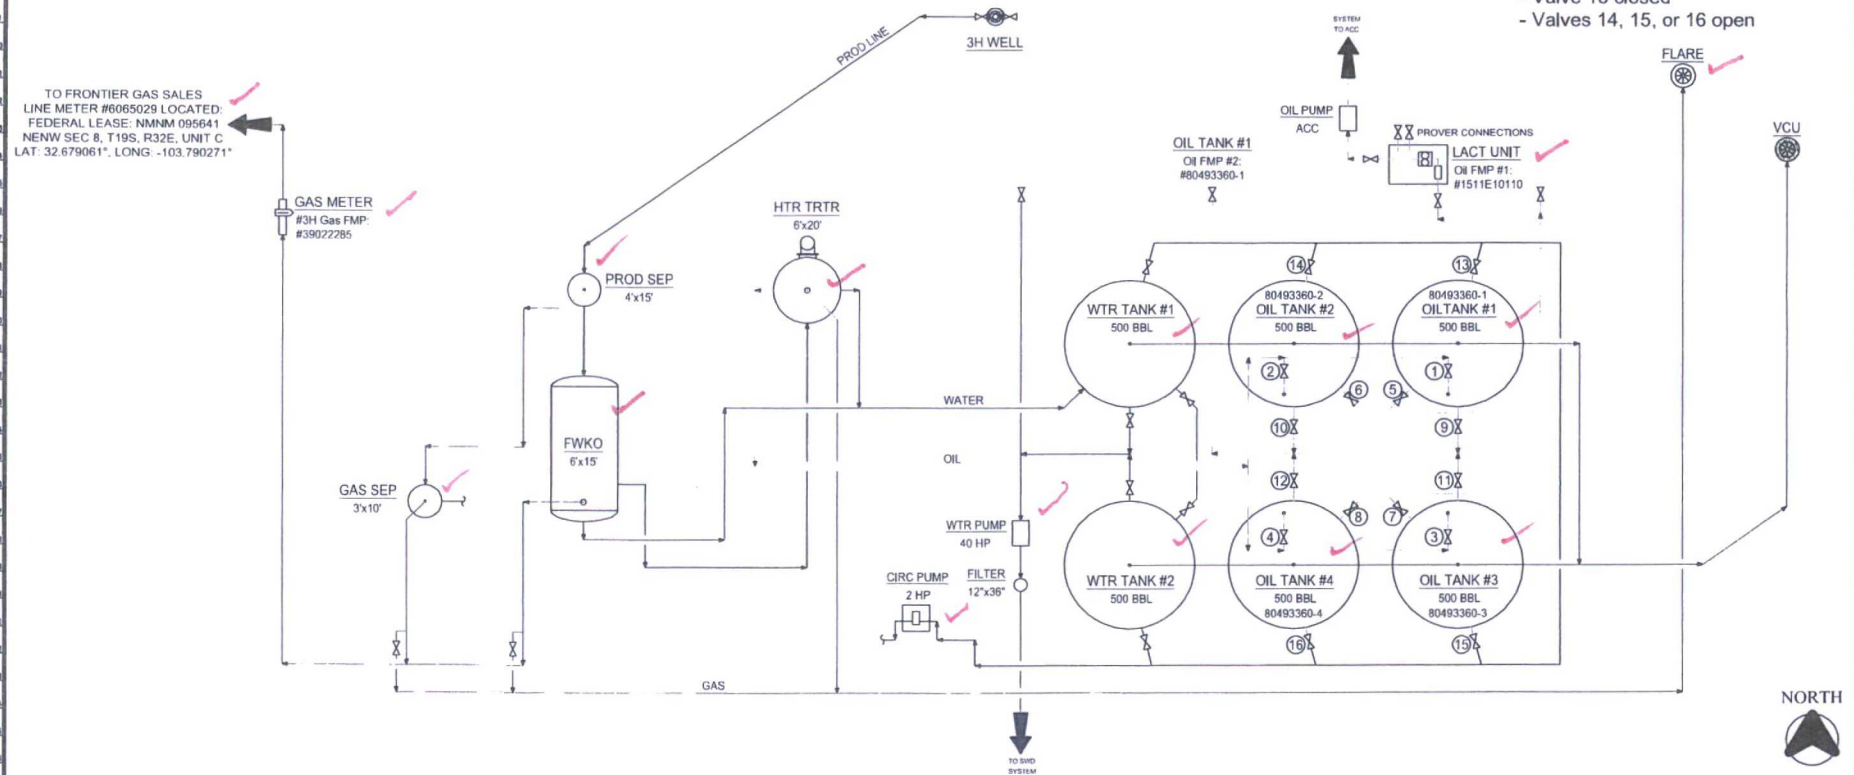 - Valves 14, 15, or 16 open
SYSTEM
TO ACC
3H WELL
PROD LINE
FLARE
TO FRONTIER GAS SALES
LINE METER #6065029 LOCATED:
FEDERAL LEASE: NMNM 095641
NENW SEC 8, T19S, R32E, UNIT C
LAT: 32.679061°, LONG: -103.790271°
OIL PUMP
ACC
PROVER CONNECTIONS
VCU
OIL TANK #1
Oil FMP #2:
#80493360-1
LACT UNIT
Oil FMP #1:
#1511E10110
GAS METER
#3H Gas FMP:
#39022285
HTR TRTR
6'x20'
PROD SEP
4'x15'
14
13
WTR TANK #1
500 BBL
80493360-2
OIL TANK #2
500 BBL
80493360-1
OILTANK #1
500 BBL
2
1
6
5
WATER
10
9
FWKO
6'x15'
OIL
12
11
GAS SEP
3'x10'
8
7
WTR PUMP
40 HP
4
3
CIRC PUMP
2 HP
FILTER
12"x36"
WTR TANK #2
500 BBL
OIL TANK #4
500 BBL
80493360-4
OIL TANK #3
500 BBL
80493360-3
16
15
GAS
NORTH
TO SWD
SYSTEM